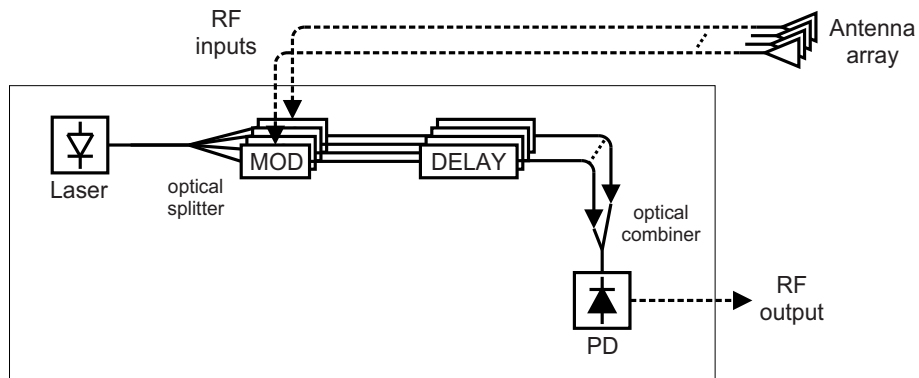 RF
inputs
Antenna
array
MOD
DELAY
Laser
optical
splitter
optical
combiner
RF
output
PD